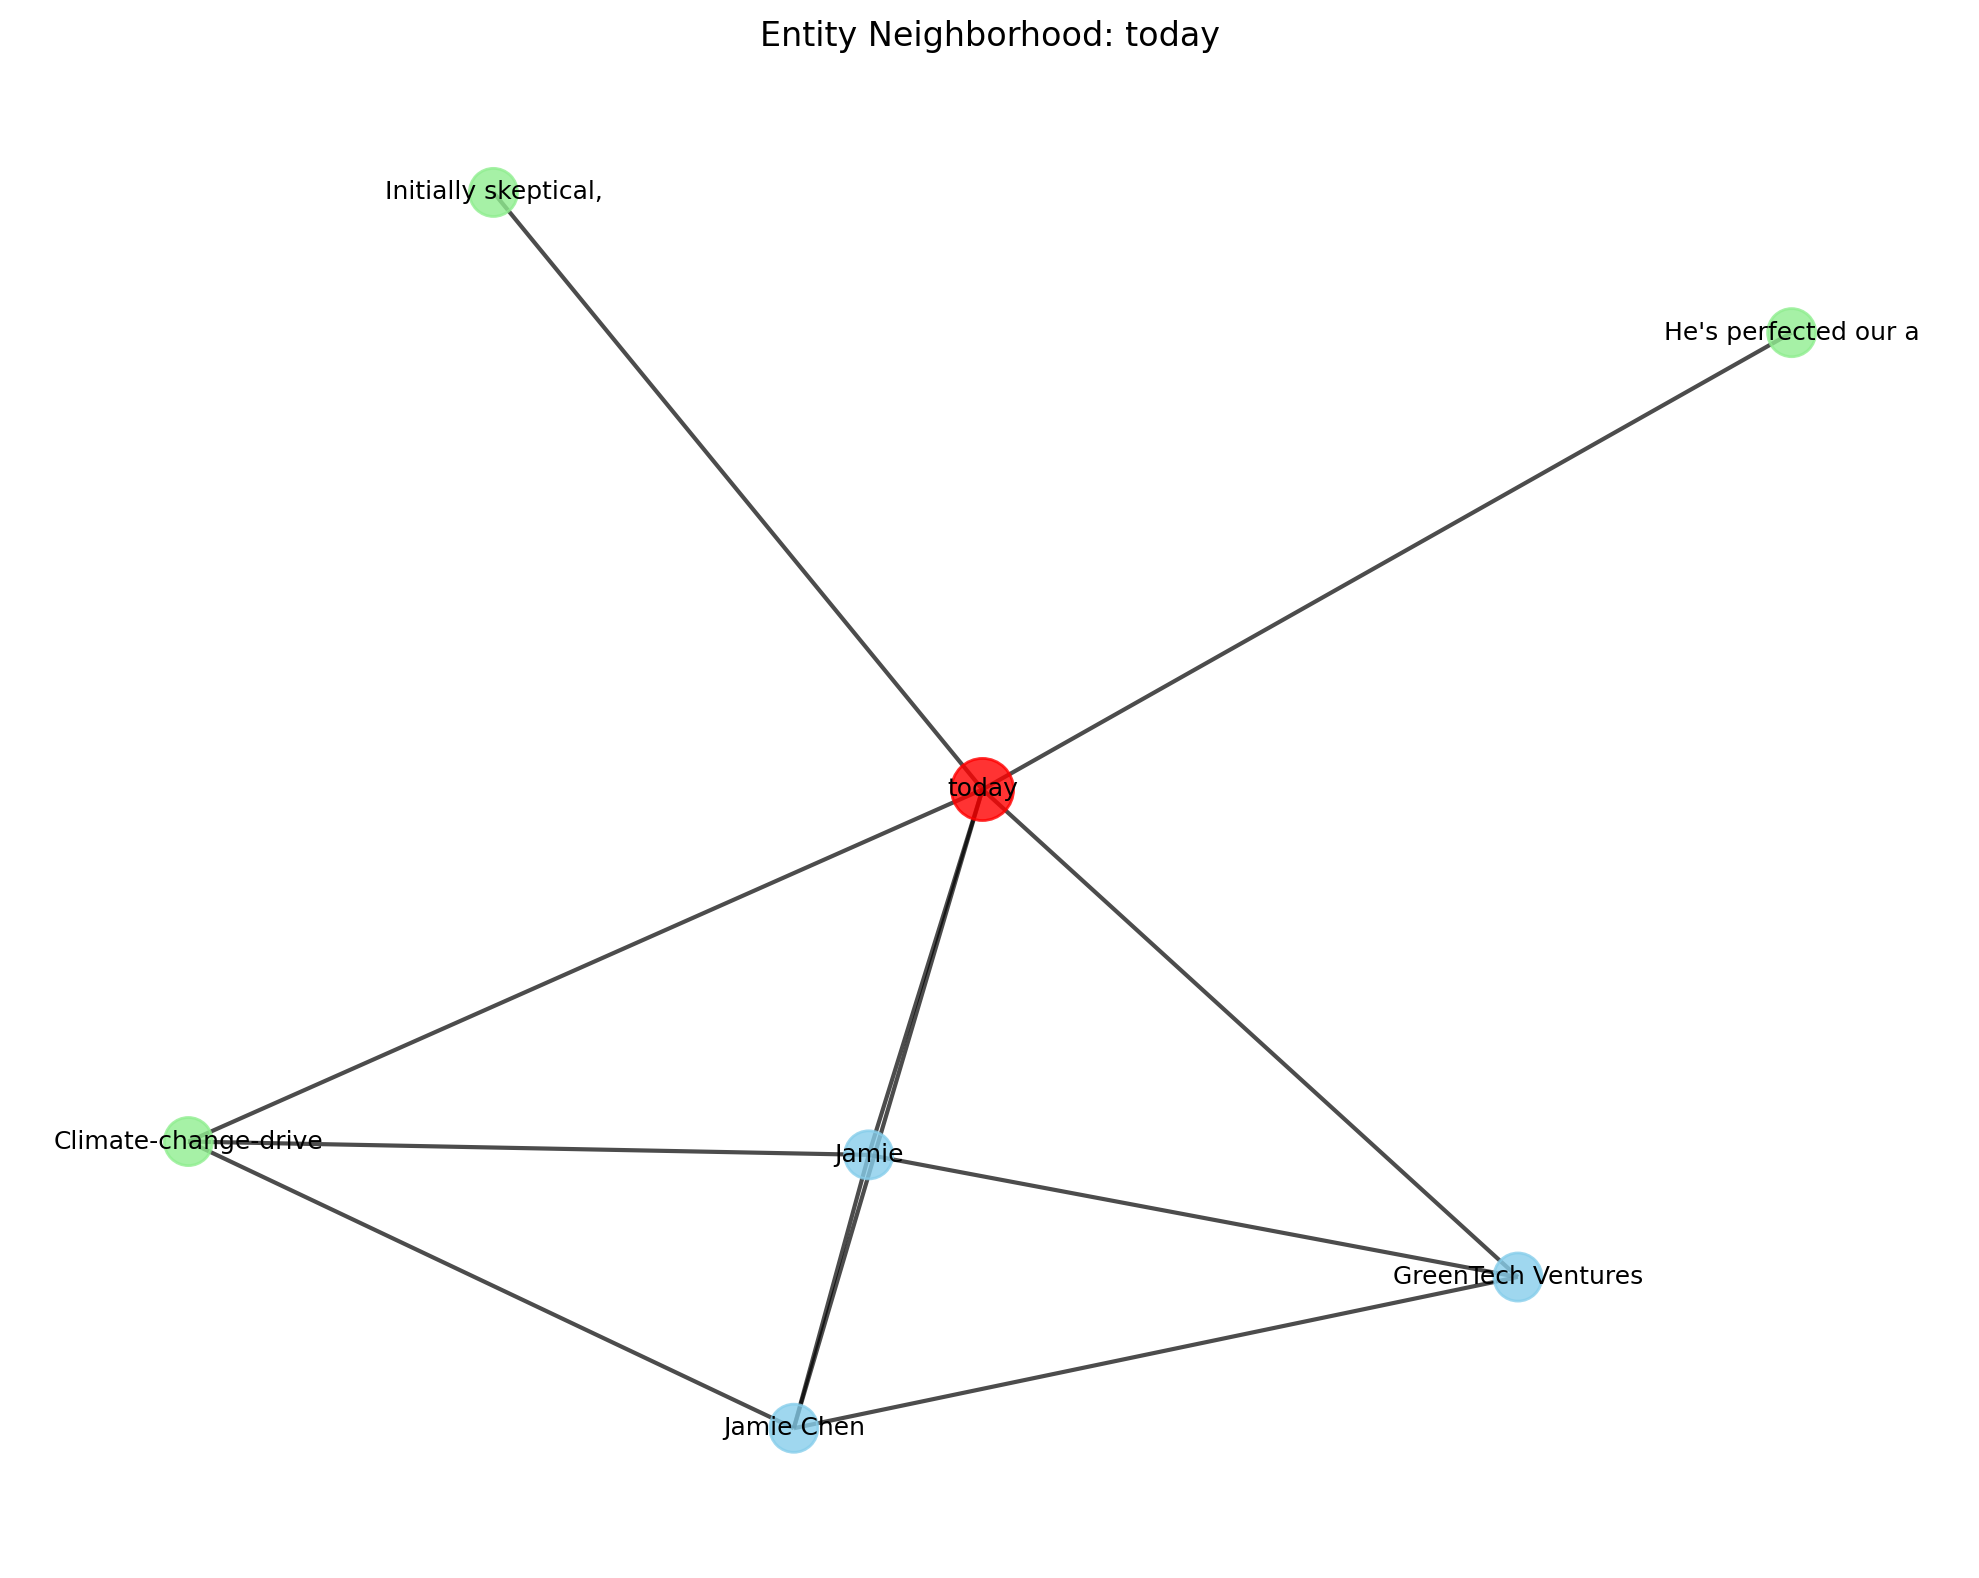 Entity Neighborhood: today
Initially skeptical,
He's perfected our a
today
Climate-change-drive
Jamie
GreenTech Ventures
Jamie Chen